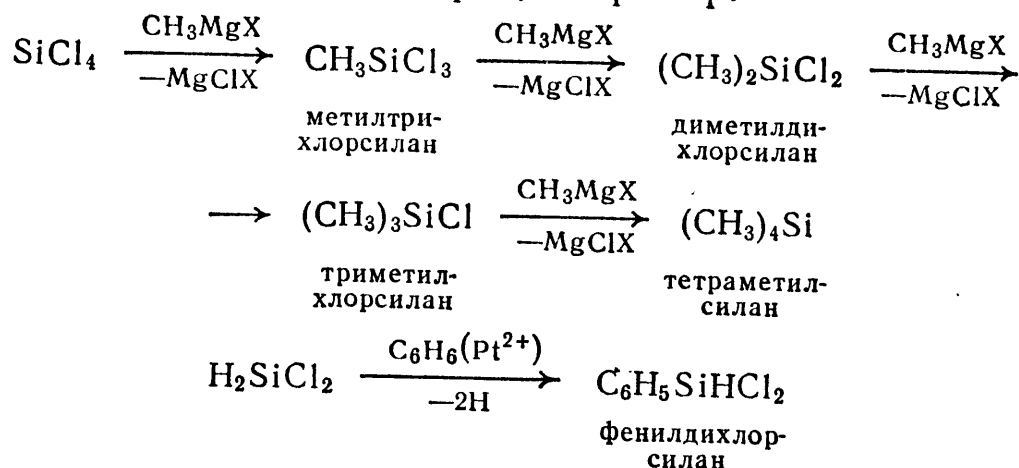 SiCl₄ CH₃MgX —MgClX CH₃SiCl₃ CH₃MgX —MgClX (CH₃)₂SiCl₂ CH₃MgX —MgClX
метилтри- диметилди-
хлорсилан хлорсилан
⟶ (CH₃)₃SiCl CH₃MgX —MgClX (CH₃)₄Si
триметил- тетраметил-
хлорсилан силан
H₂SiCl₂ C₆H₆(Pt²⁺) —2H C₆H₅SiHCl₂
фенилдихлор-
силан